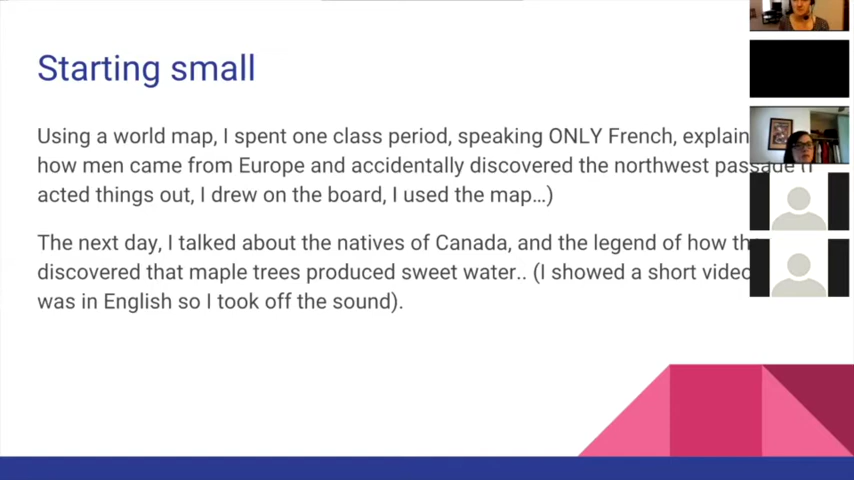 Starting small
Using a world map, I spent one class period, speaking ONLY French, explain
how men came from Europe and accidentally discovered the northwest passage (I
acted things out, I drew on the board, I used the map...)
The next day, I talked about the natives of Canada, and the legend of how th
discovered that maple trees produced sweet water.. (I showed a short video
was in English so I took off the sound).